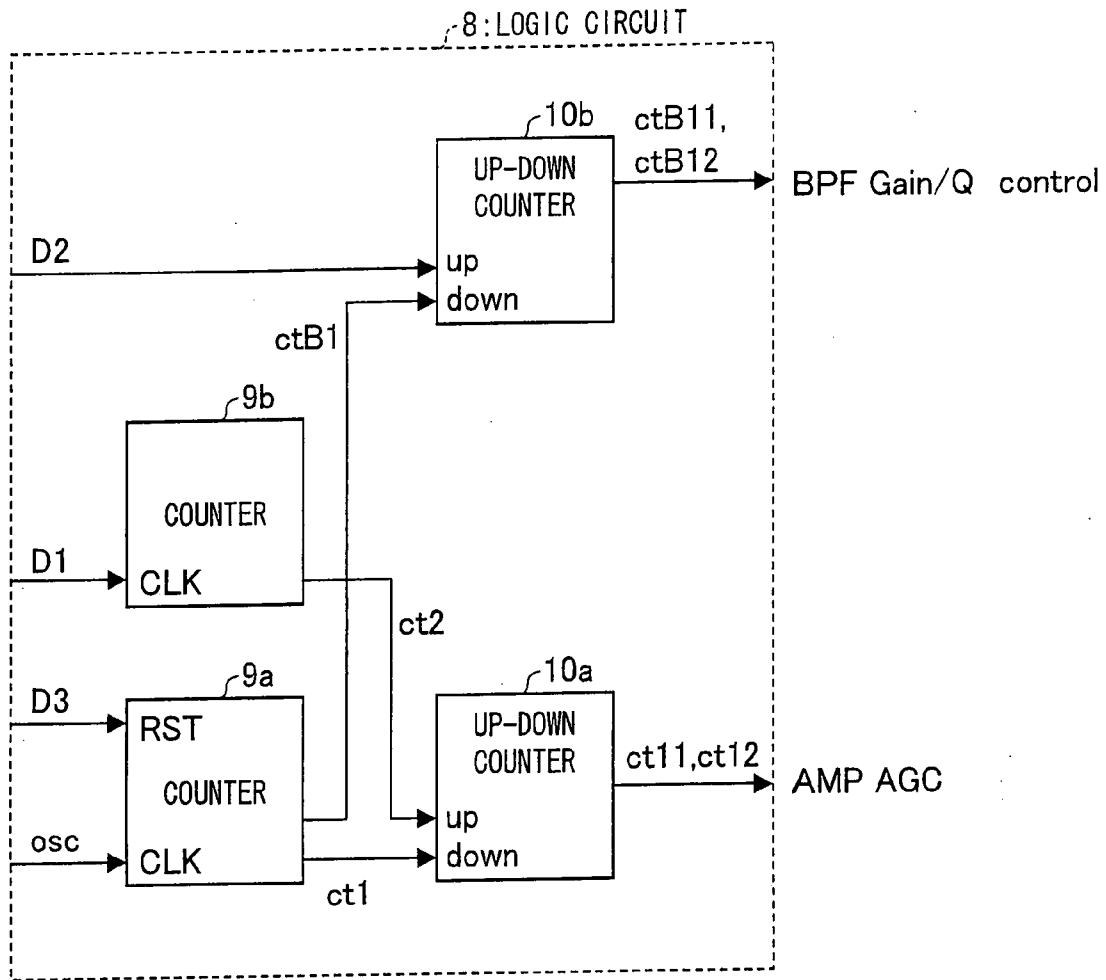 8:LOGIC CIRCUIT
10b
ctB11,
ctB12
UP-DOWN
COUNTER
BPF Gain/Q control
D2
up
down
ctB1
9b
COUNTER
D1
CLK
ct2
9a
10a
D3
RST
UP-DOWN
COUNTER
ct11,ct12
COUNTER
AMP AGC
up
osc
CLK
down
ct1